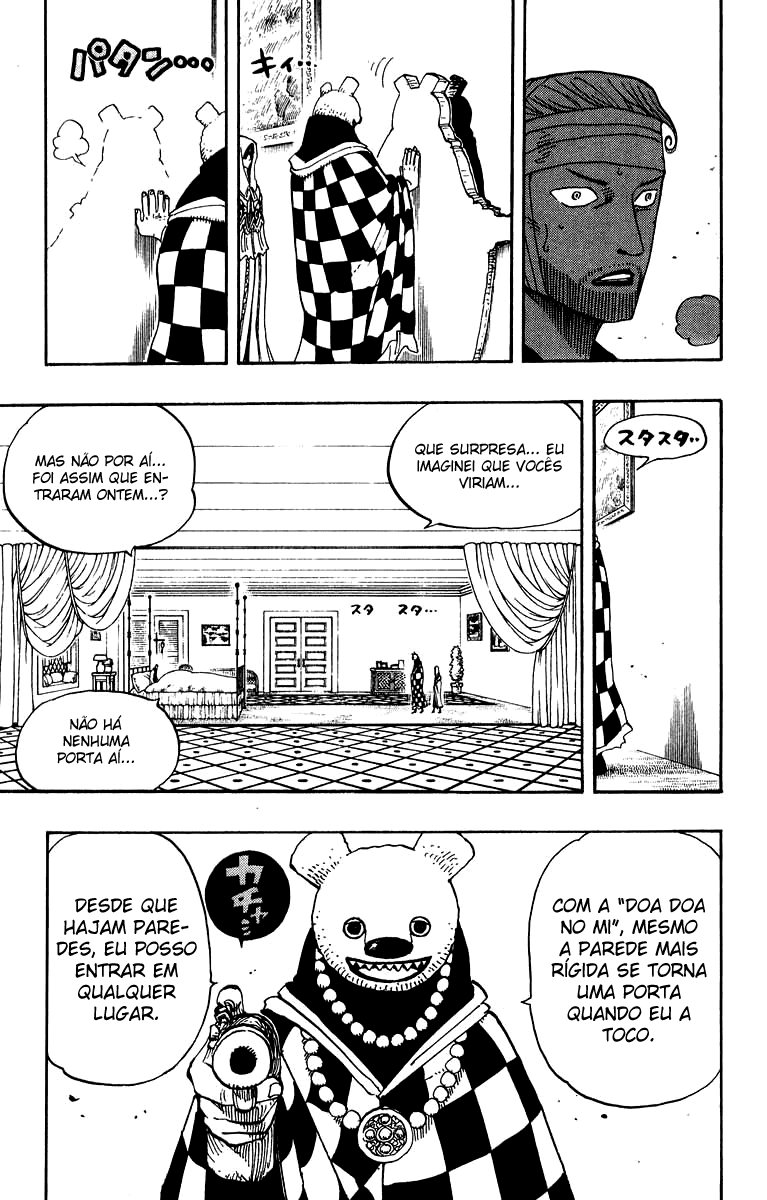 キィ・・・
パタン・・・
スタスタ・・
QUE SURPRESA... EU
IMAGINEI QUE VOCÊS
VIRIAM...
MAS NÃO POR AÍ...
FOI ASSIM QUE EN-
TRARAM ONTEM...?
スタ スタ・・・
NÃO HÁ
NENHUMA
PORTA AÍ...
COM A "DOA DOA
NO MI", MESMO
A PAREDE MAIS
RÍGIDA SE TORNA
UMA PORTA
QUANDO EU A
TOCO.
カチャ
DESDE QUE
HAJAM PARE-
DES, EU POSSO
ENTRAR EM
QUALQUER
LUGAR.